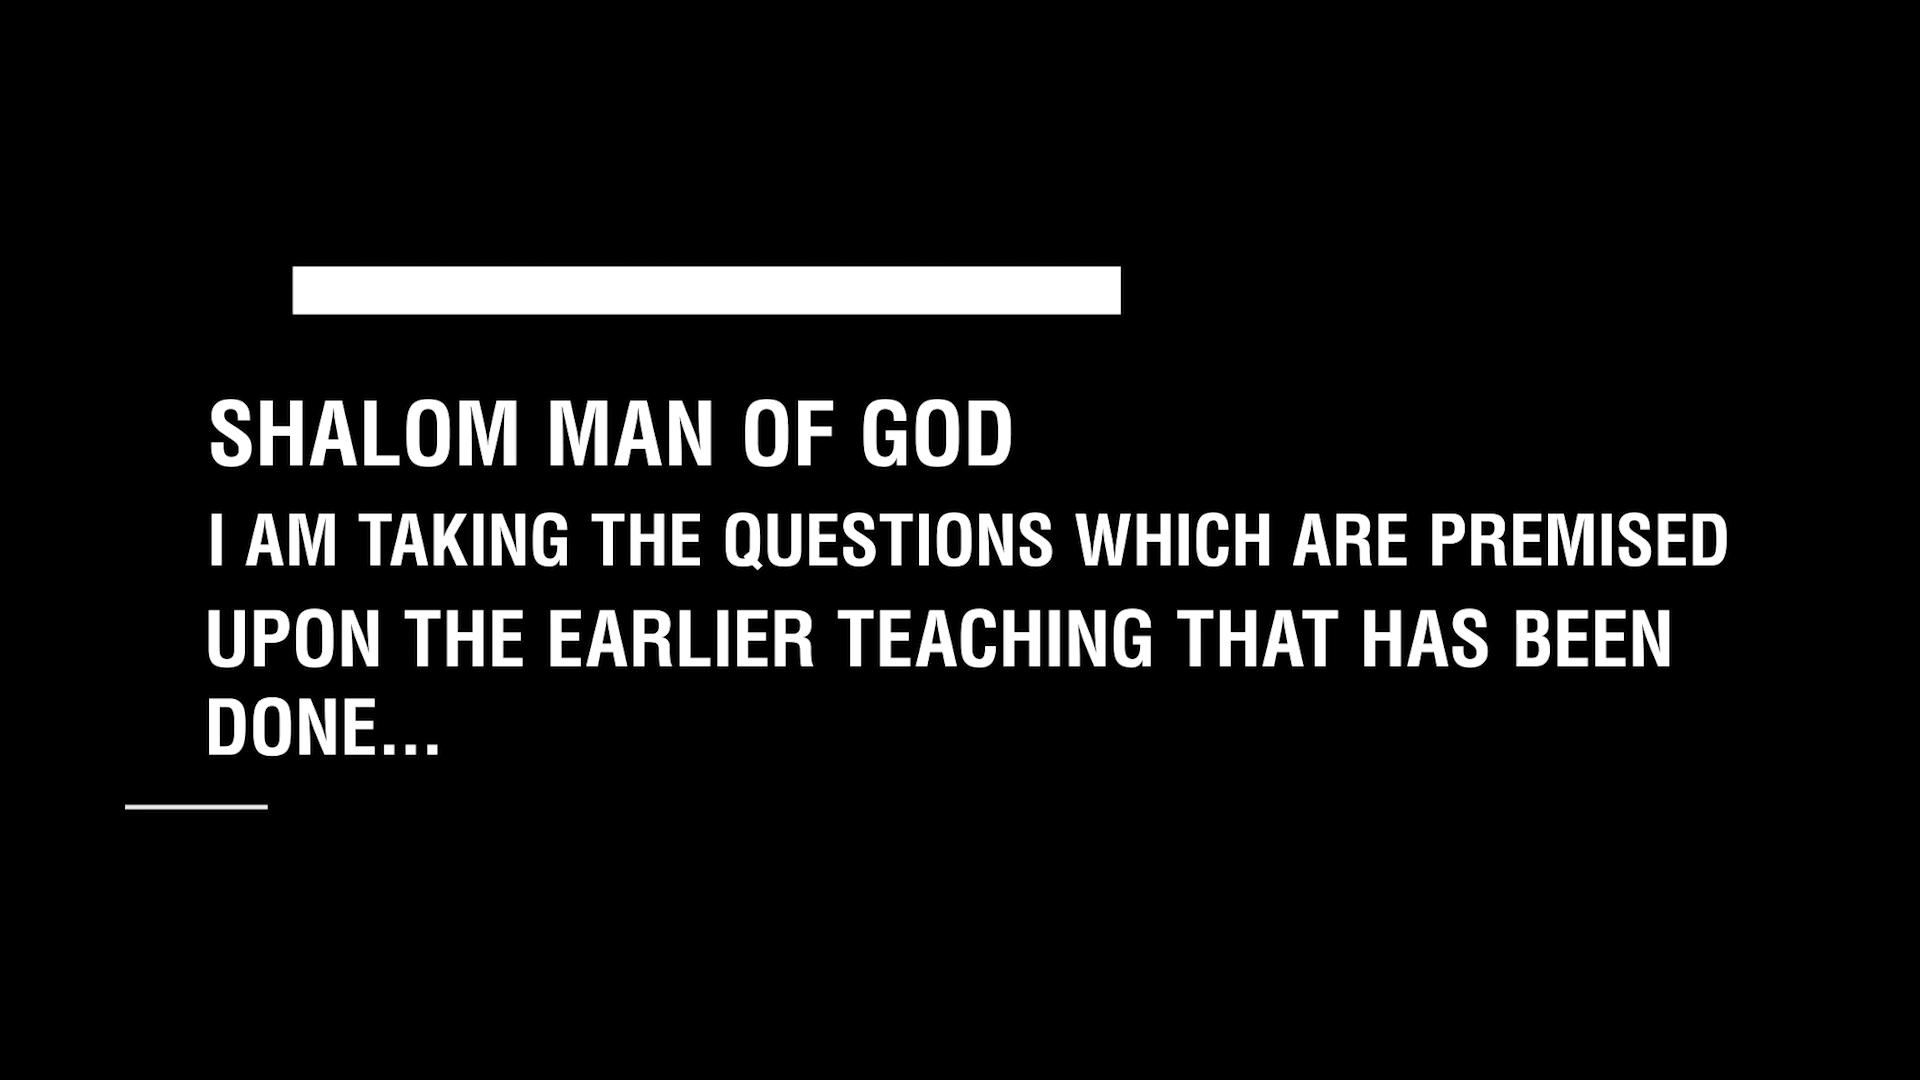 SHALOM MAN OF GOD
I AM TAKING THE QUESTIONS WHICH ARE PREMISED
UPON THE EARLIER TEACHING THAT HAS BEEN
DONE...